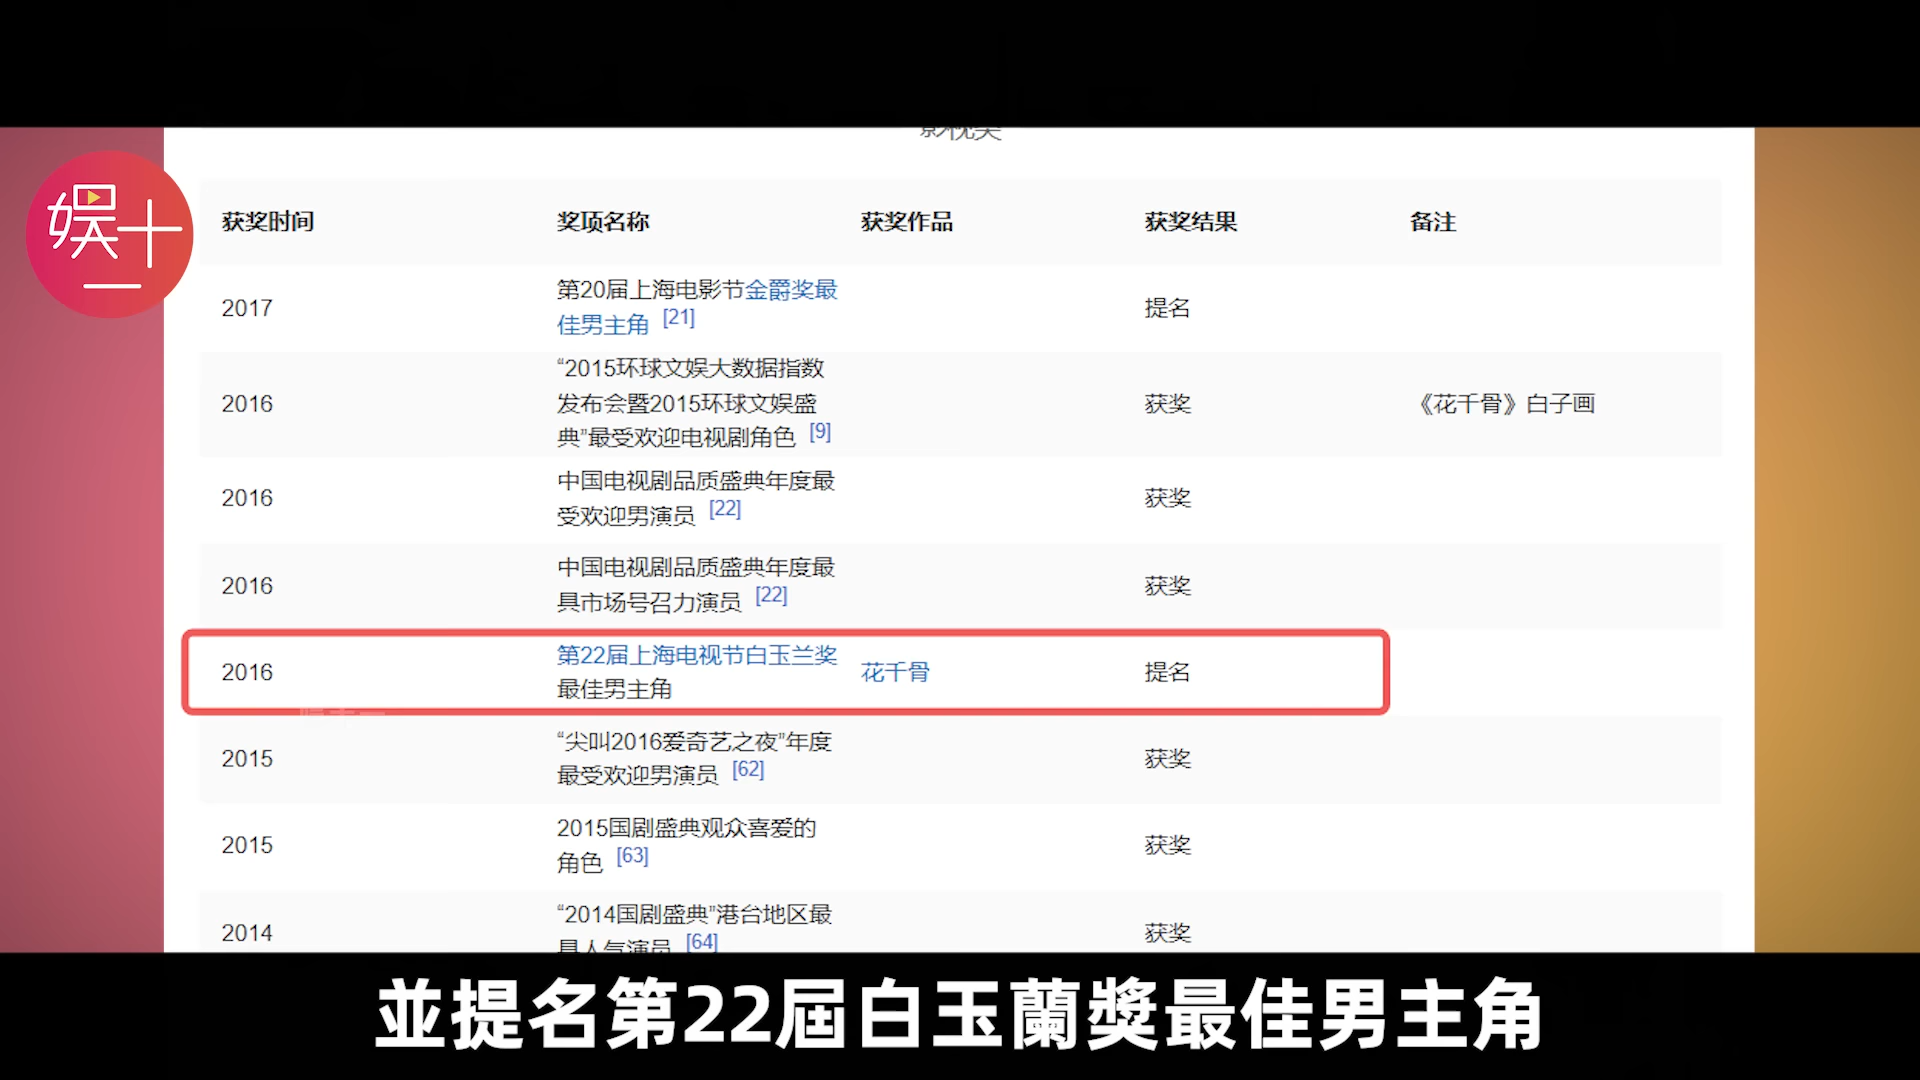 影视类
娱十二
获奖时间 奖项名称 获奖作品 获奖结果 备注
2017 第20届上海电影节金爵奖最佳男主角 [21] 提名
2016 “2015环球文娱大数据指数发布会暨2015环球文娱盛典”最受欢迎电视剧角色 [9] 获奖 《花千骨》白子画
2016 中国电视剧品质盛典年度最受欢迎男演员 [22] 获奖
2016 中国电视剧品质盛典年度最具市场号召力演员 [22] 获奖
2016 第22届上海电视节白玉兰奖最佳男主角 花千骨 提名
2015 “尖叫2016爱奇艺之夜”年度最受欢迎男演员 [62] 获奖
2015 2015国剧盛典观众喜爱的角色 [63] 获奖
2014 “2014国剧盛典”港台地区最具人气演员 [64] 获奖
並提名第22屆白玉蘭獎最佳男主角